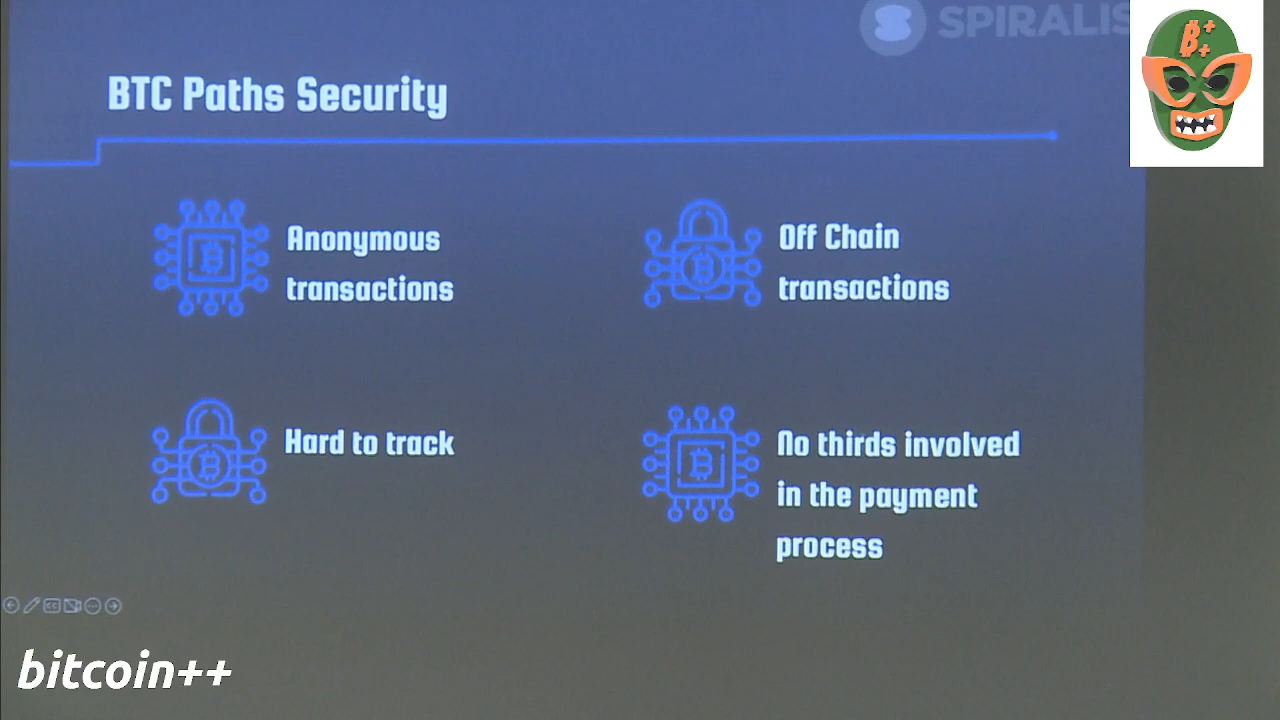 SPIRALIS
BTC Paths Security
Anonymous
transactions
Off Chain
transactions
Hard to track
No thirds involved
in the payment
process
bitcoin++
B++